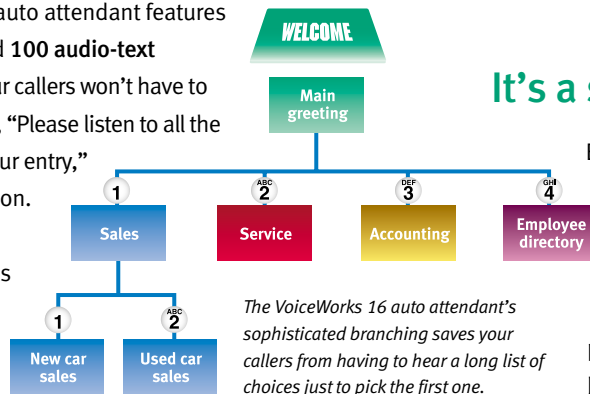 auto attendant features
100 audio-text
callers won't have to
"Please listen to all the
entry,"
WELCOME
Main
greeting
It's a
1
ABC
2
DEF
3
GHI
4
Sales
Service
Accounting
Employee
directory
1
ABC
2
New car
sales
Used car
sales
The VoiceWorks 16 auto attendant's
sophisticated branching saves your
callers from having to hear a long list of
choices just to pick the first one.